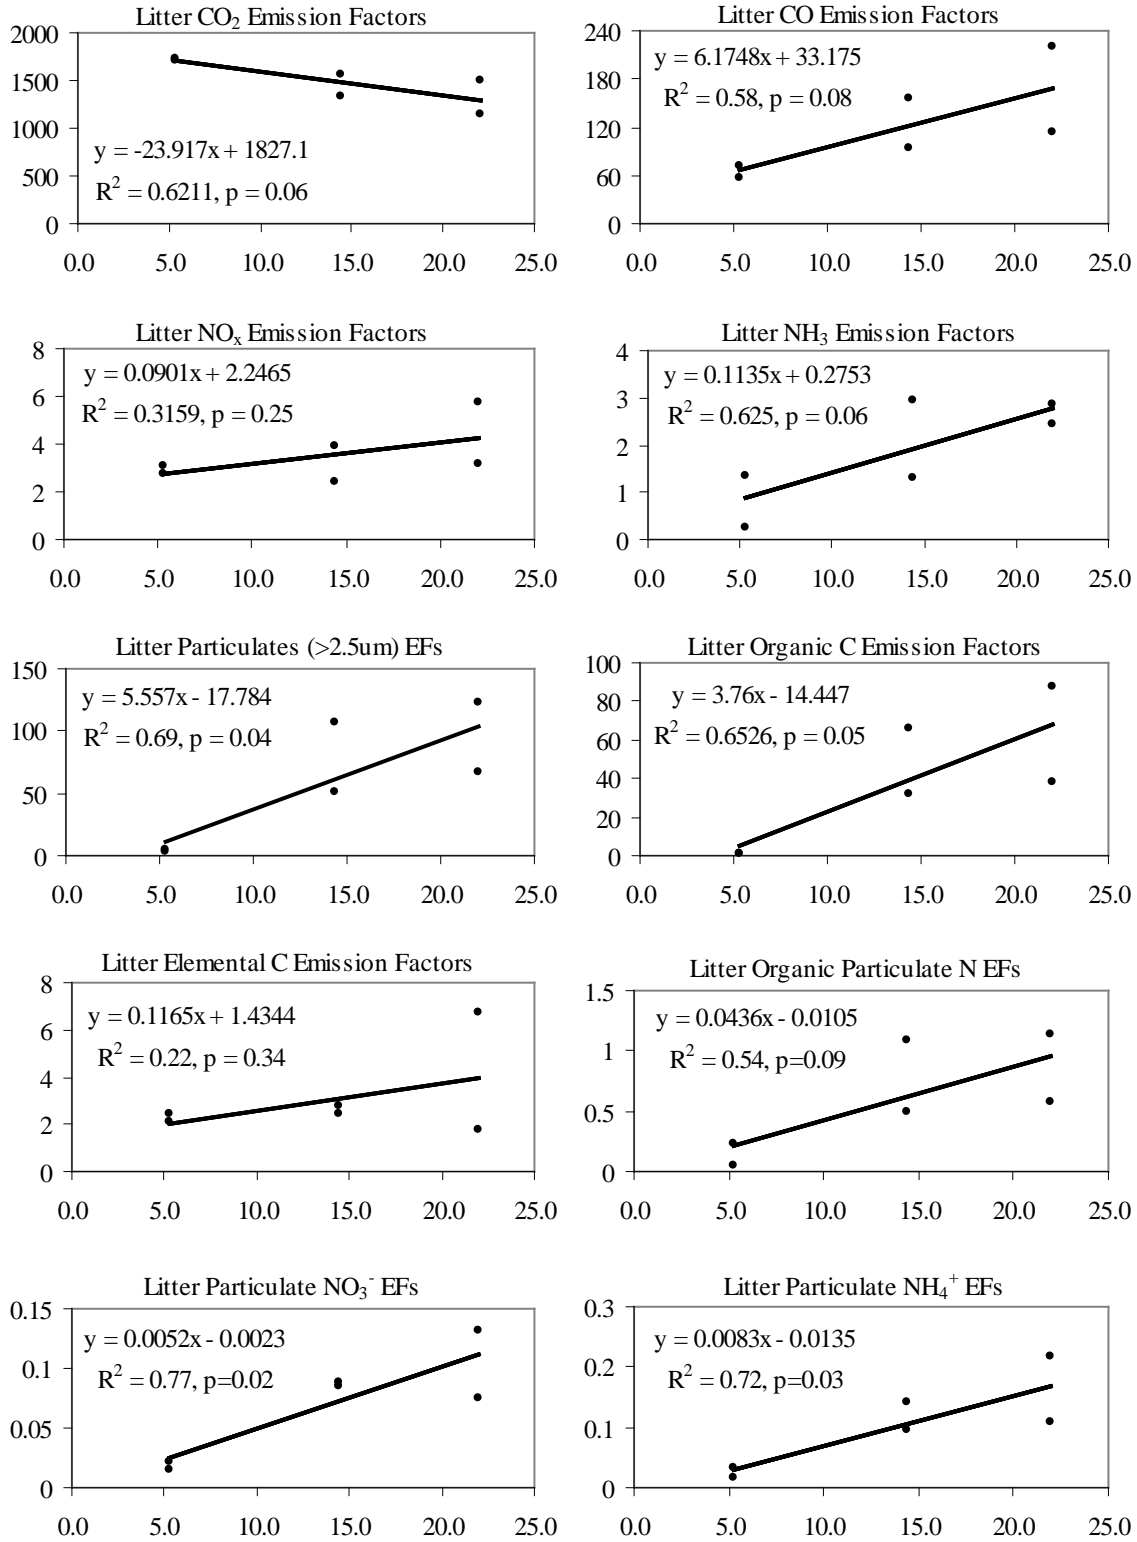 Litter CO₂ Emission Factors
2000
1500
1000
500
0
y = -23.917x + 1827.1
R² = 0.6211, p = 0.06
0.0 5.0 10.0 15.0 20.0 25.0
Litter CO Emission Factors
240
180
120
60
0
y = 6.1748x + 33.175
R² = 0.58, p = 0.08
0.0 5.0 10.0 15.0 20.0 25.0
Litter NOₓ Emission Factors
8
6
4
2
0
y = 0.0901x + 2.2465
R² = 0.3159, p = 0.25
0.0 5.0 10.0 15.0 20.0 25.0
Litter NH₃ Emission Factors
4
3
2
1
0
y = 0.1135x + 0.2753
R² = 0.625, p = 0.06
0.0 5.0 10.0 15.0 20.0 25.0
Litter Particulates (>2.5um) EFs
150
100
50
0
y = 5.557x - 17.784
R² = 0.69, p = 0.04
0.0 5.0 10.0 15.0 20.0 25.0
Litter Organic C Emission Factors
100
80
60
40
20
0
y = 3.76x - 14.447
R² = 0.6526, p = 0.05
0.0 5.0 10.0 15.0 20.0 25.0
Litter Elemental C Emission Factors
8
6
4
2
0
y = 0.1165x + 1.4344
R² = 0.22, p = 0.34
0.0 5.0 10.0 15.0 20.0 25.0
Litter Organic Particulate N EFs
1.5
1
0.5
0
y = 0.0436x - 0.0105
R² = 0.54, p=0.09
0.0 5.0 10.0 15.0 20.0 25.0
Litter Particulate NO₃⁻ EFs
0.15
0.1
0.05
0
y = 0.0052x - 0.0023
R² = 0.77, p=0.02
0.0 5.0 10.0 15.0 20.0 25.0
Litter Particulate NH₄⁺ EFs
0.3
0.2
0.1
0
y = 0.0083x - 0.0135
R² = 0.72, p=0.03
0.0 5.0 10.0 15.0 20.0 25.0